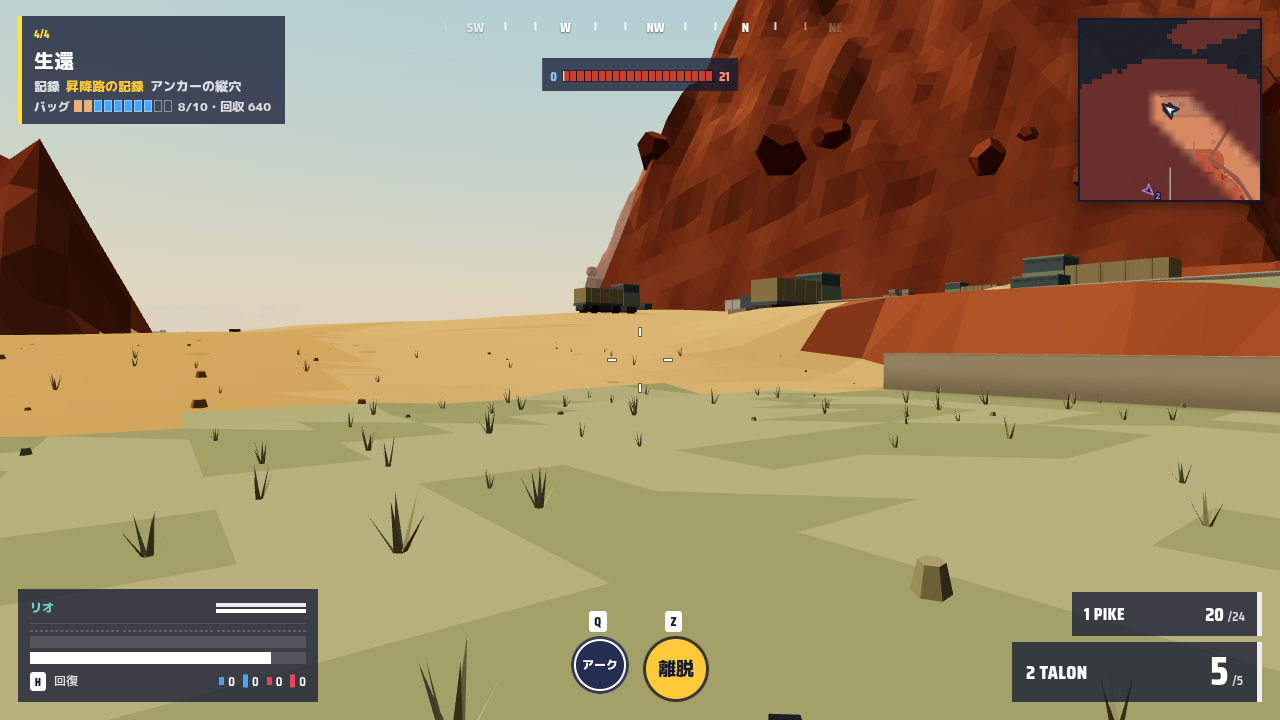 4/4
生還
記録 昇降路の記録 アンカーの縦穴
バッグ 8/10・回収 640
SW W NW N NE
0 21
2
リオ
H 回復 0 0 0 0
Q Z
アーク 離脱
1 PIKE 20 /24
2 TALON 5 /5